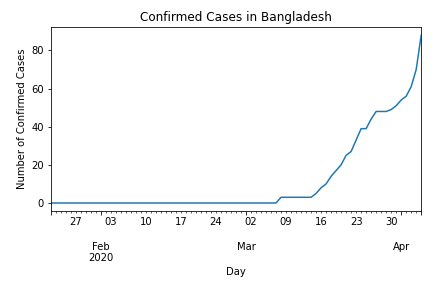 Confirmed Cases in Bangladesh
Number of Confirmed Cases
80
60
40
20
0
27 03 10 17 24 02 09 16 23 30
Feb Mar Apr
2020
Day